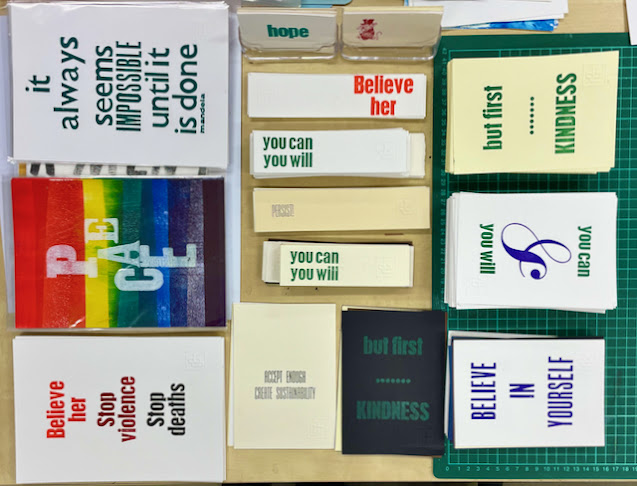 it
always
seems
IMPOSSIBLE
until it
is done
mandela
hope
Believe
her
but first
KINDNESS
you can
you will
PERSIST
P E
A
C E
you can
&
you will
you can
you will
Believe
her
Stop
violence
Stop
deaths
ACCEPT ENOUGH
CREATE SUSTAINABILITY
but first
KINDNESS
BELIEVE
IN
YOURSELF